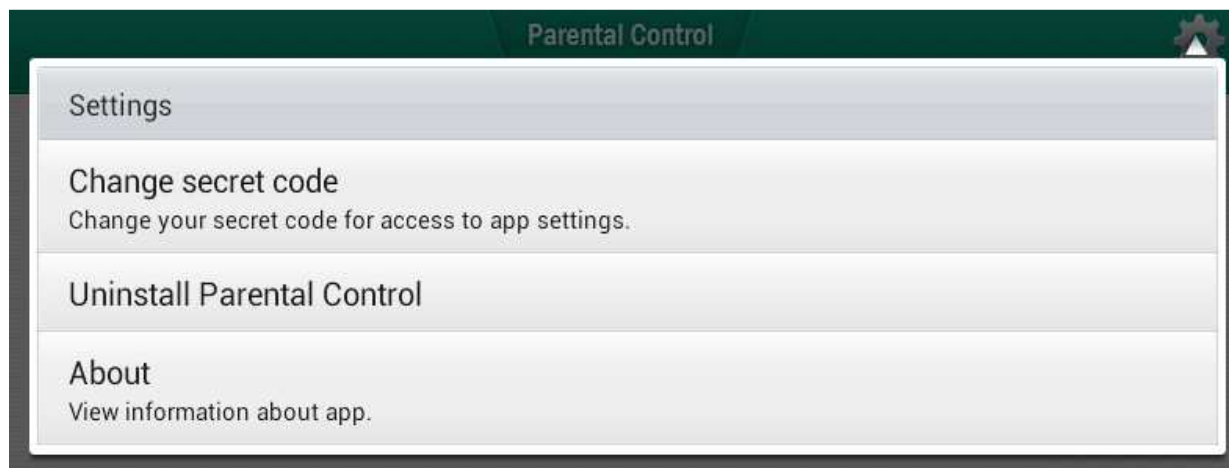 Parental Control
Settings
Change secret code
Change your secret code for access to app settings.
Uninstall Parental Control
About
View information about app.